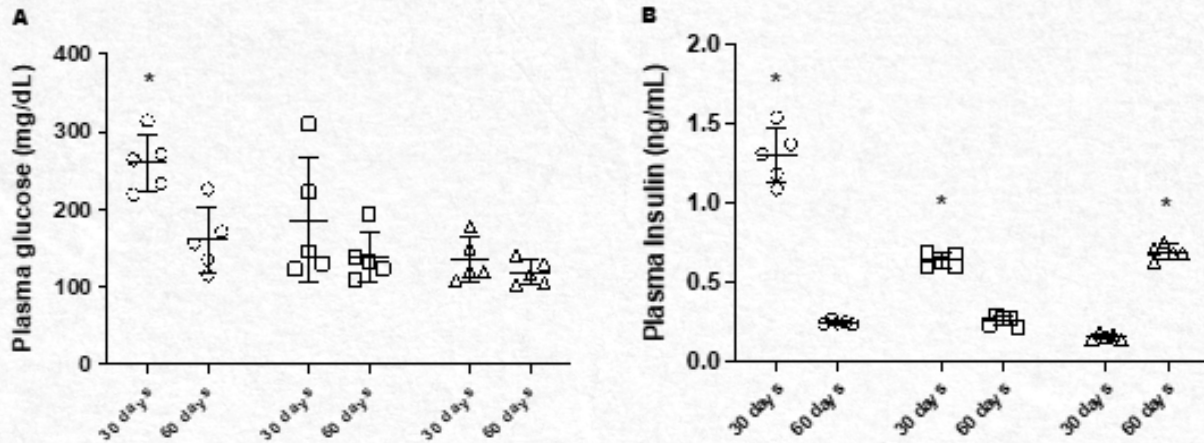 A
Plasma glucose (mg/dL)
400
300
200
100
0
*
30 days
60 days
30 days
60 days
30 days
60 days
B
Plasma Insulin (ng/mL)
2.0
1.5
1.0
0.5
0.0
*
*
*
30 days
60 days
30 days
60 days
30 days
60 days